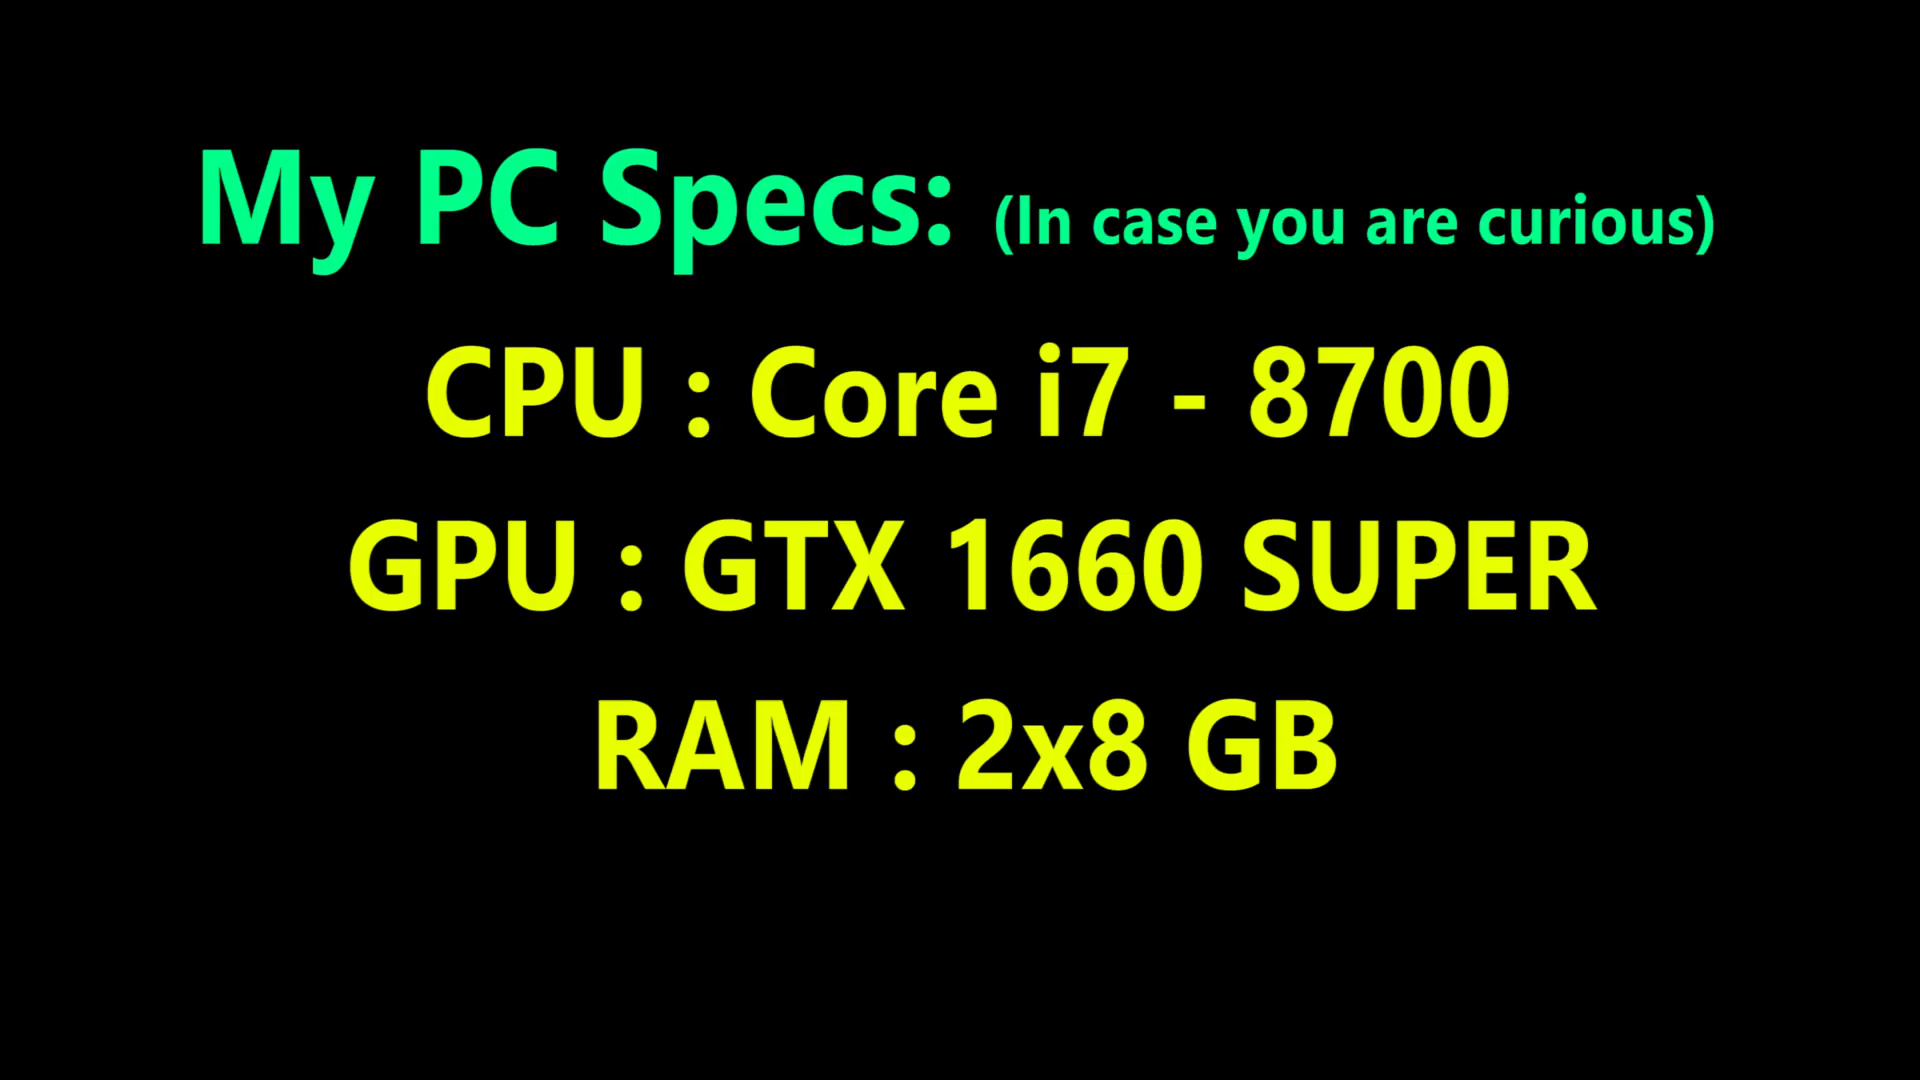 My PC Specs: (In case you are curious)
CPU : Core i7 - 8700
GPU : GTX 1660 SUPER
RAM : 2x8 GB